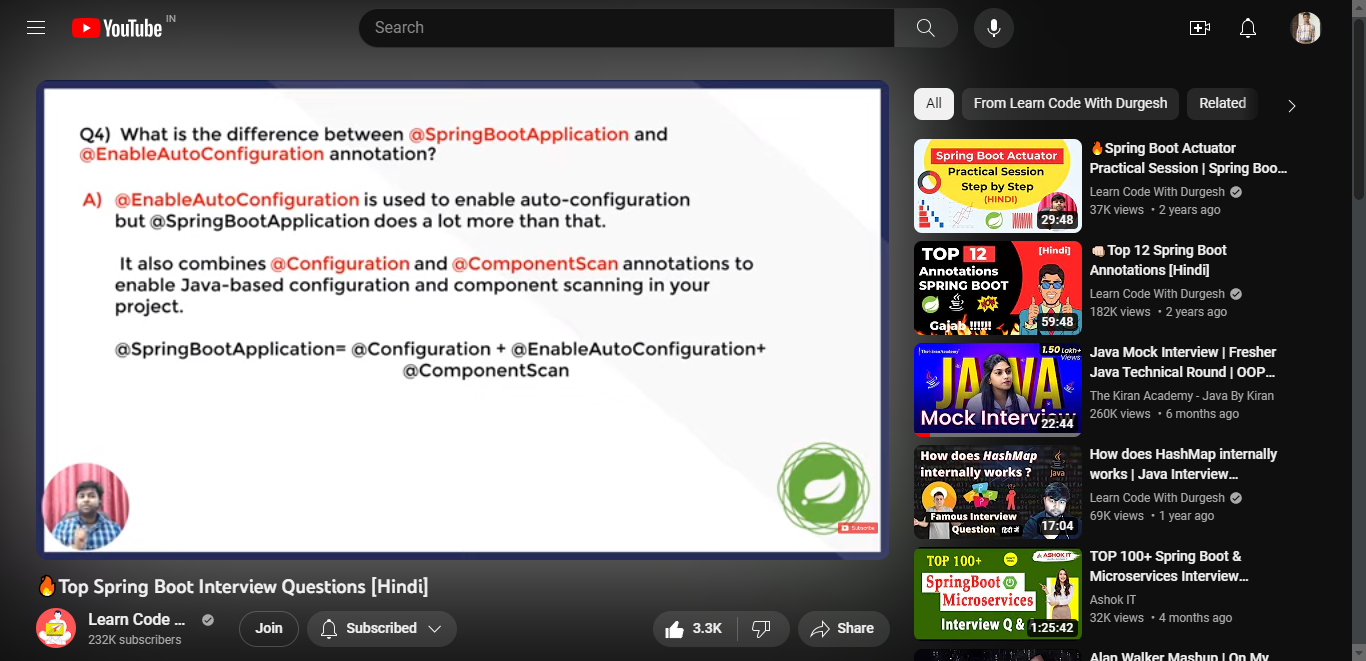 YouTube IN
Search
Q4) What is the difference between @SpringBootApplication and
@EnableAutoConfiguration annotation?
A) @EnableAutoConfiguration is used to enable auto-configuration
but @SpringBootApplication does a lot more than that.
It also combines @Configuration and @ComponentScan annotations to
enable Java-based configuration and component scanning in your
project.
@SpringBootApplication= @Configuration + @EnableAutoConfiguration+
@ComponentScan
Subscribe
🔥Top Spring Boot Interview Questions [Hindi]
Learn Code ...
232K subscribers
Join
Subscribed
3.3K
Share
All
From Learn Code With Durgesh
Related
Spring Boot Actuator
Practical Session
Step by Step
(HINDI)
29:48
🔥Spring Boot Actuator
Practical Session | Spring Boo...
Learn Code With Durgesh
37K views • 2 years ago
TOP 12
[Hindi]
Annotations
SPRING BOOT
Gajab !!!!!!
59:48
👊🏻Top 12 Spring Boot
Annotations [Hindi]
Learn Code With Durgesh
182K views • 2 years ago
1.50 Lakh+
Views
JAVA
Mock Interview
22:44
Java Mock Interview | Fresher
Java Technical Round | OOP...
The Kiran Academy - Java By Kiran
260K views • 6 months ago
How does HashMap
internally works ?
Java
Famous Interview
Question
17:04
How does HashMap internally
works | Java Interview...
Learn Code With Durgesh
69K views • 1 year ago
TOP 100+
ASHOK IT
SpringBoot
Microservices
Interview Q &
1:25:42
TOP 100+ Spring Boot &
Microservices Interview...
Ashok IT
32K views • 4 months ago
Alan Walker Mashup | On My